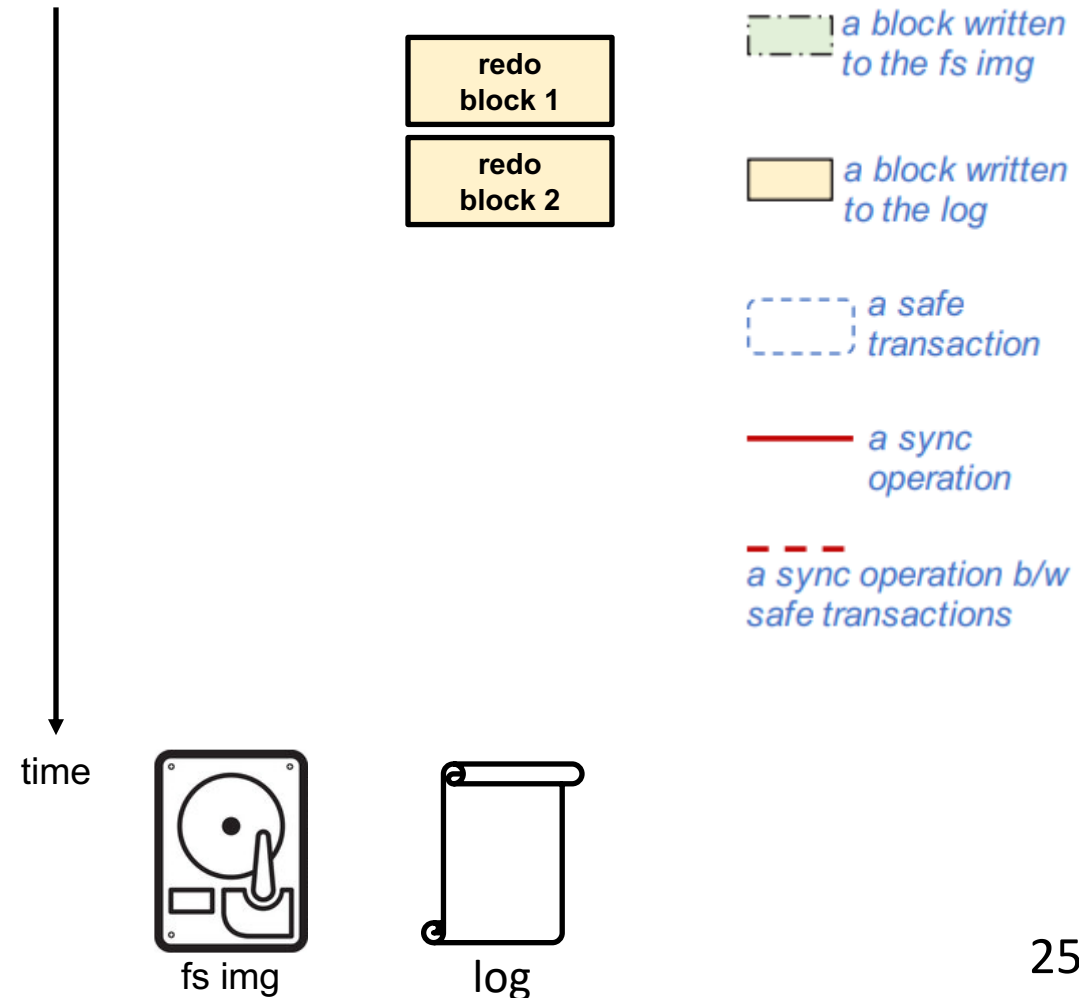 redo
block 1
redo
block 2
a block written
to the fs img
a block written
to the log
a safe
transaction
a sync
operation
a sync operation b/w
safe transactions
time
fs img
log
25